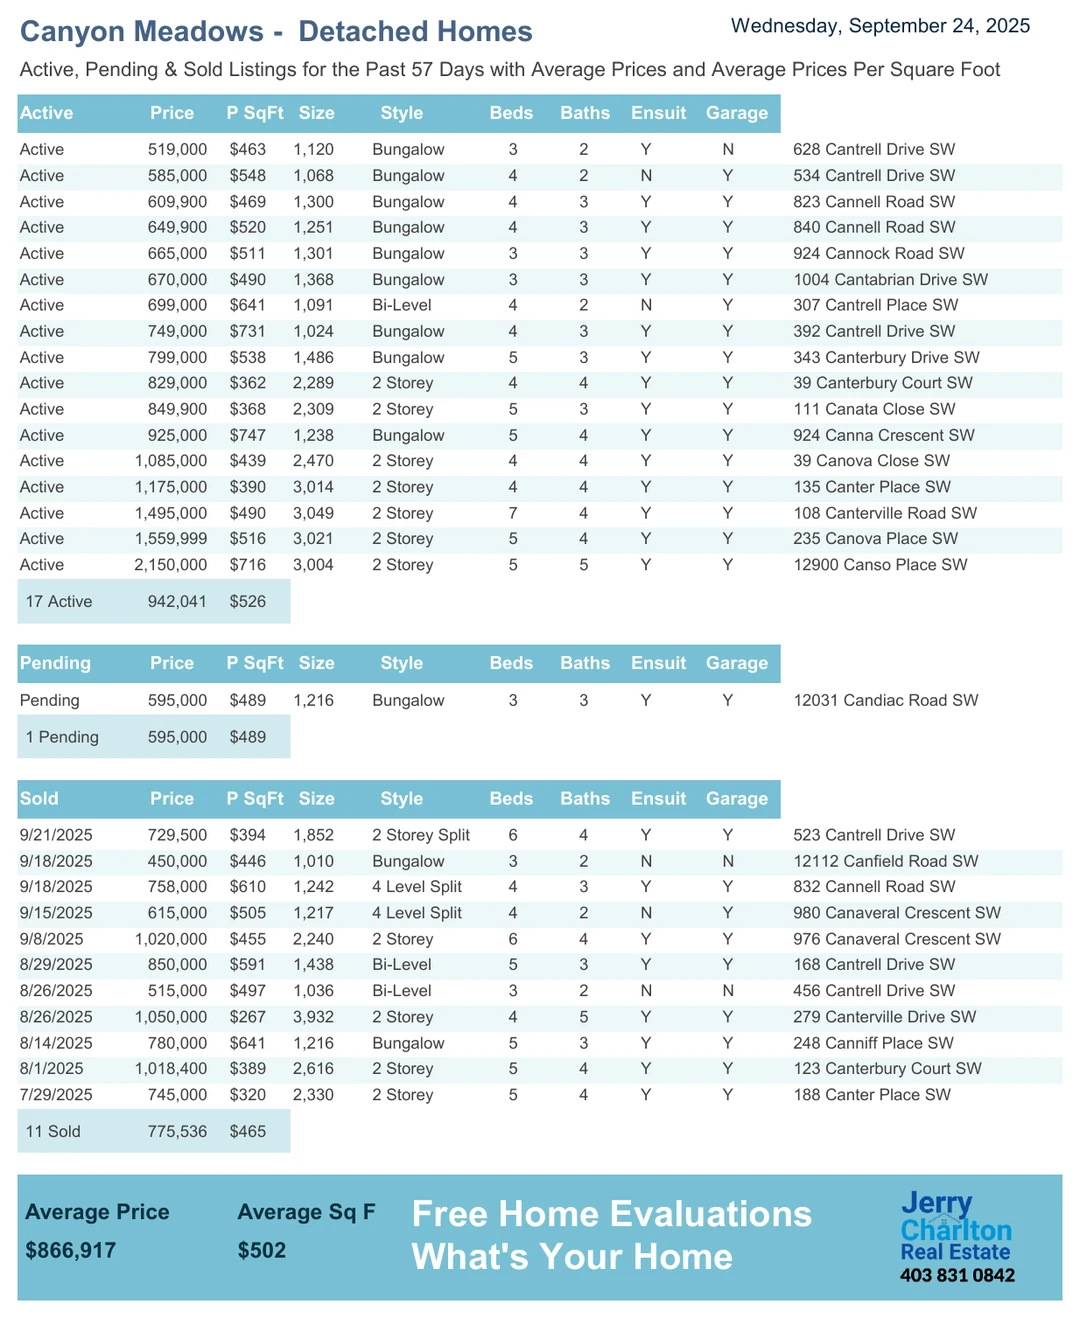 Canyon Meadows -  Detached Homes
Wednesday, September 24, 2025
Active, Pending & Sold Listings for the Past 57 Days with Average Prices and Average Prices Per Square Foot
Active Price P SqFt Size Style Beds Baths Ensuit Garage
Active 519,000 $463 1,120 Bungalow 3 2 Y N 628 Cantrell Drive SW
Active 585,000 $548 1,068 Bungalow 4 2 N Y 534 Cantrell Drive SW
Active 609,900 $469 1,300 Bungalow 4 3 Y Y 823 Cannell Road SW
Active 649,900 $520 1,251 Bungalow 4 3 Y Y 840 Cannell Road SW
Active 665,000 $511 1,301 Bungalow 3 3 Y Y 924 Cannock Road SW
Active 670,000 $490 1,368 Bungalow 3 3 Y Y 1004 Cantabrian Drive SW
Active 699,000 $641 1,091 Bi-Level 4 2 N Y 307 Cantrell Place SW
Active 749,000 $731 1,024 Bungalow 4 3 Y Y 392 Cantrell Drive SW
Active 799,000 $538 1,486 Bungalow 5 3 Y Y 343 Canterbury Drive SW
Active 829,000 $362 2,289 2 Storey 4 4 Y Y 39 Canterbury Court SW
Active 849,900 $368 2,309 2 Storey 5 3 Y Y 111 Canata Close SW
Active 925,000 $747 1,238 Bungalow 5 4 Y Y 924 Canna Crescent SW
Active 1,085,000 $439 2,470 2 Storey 4 4 Y Y 39 Canova Close SW
Active 1,175,000 $390 3,014 2 Storey 4 4 Y Y 135 Canter Place SW
Active 1,495,000 $490 3,049 2 Storey 7 4 Y Y 108 Canterville Road SW
Active 1,559,999 $516 3,021 2 Storey 5 4 Y Y 235 Canova Place SW
Active 2,150,000 $716 3,004 2 Storey 5 5 Y Y 12900 Canso Place SW
17 Active 942,041 $526
Pending Price P SqFt Size Style Beds Baths Ensuit Garage
Pending 595,000 $489 1,216 Bungalow 3 3 Y Y 12031 Candiac Road SW
1 Pending 595,000 $489
Sold Price P SqFt Size Style Beds Baths Ensuit Garage
9/21/2025 729,500 $394 1,852 2 Storey Split 6 4 Y Y 523 Cantrell Drive SW
9/18/2025 450,000 $446 1,010 Bungalow 3 2 N N 12112 Canfield Road SW
9/18/2025 758,000 $610 1,242 4 Level Split 4 3 Y Y 832 Cannell Road SW
9/15/2025 615,000 $505 1,217 4 Level Split 4 2 N Y 980 Canaveral Crescent SW
9/8/2025 1,020,000 $455 2,240 2 Storey 6 4 Y Y 976 Canaveral Crescent SW
8/29/2025 850,000 $591 1,438 Bi-Level 5 3 Y Y 168 Cantrell Drive SW
8/26/2025 515,000 $497 1,036 Bi-Level 3 2 N N 456 Cantrell Drive SW
8/26/2025 1,050,000 $267 3,932 2 Storey 4 5 Y Y 279 Canterville Drive SW
8/14/2025 780,000 $641 1,216 Bungalow 5 3 Y Y 248 Canniff Place SW
8/1/2025 1,018,400 $389 2,616 2 Storey 5 4 Y Y 123 Canterbury Court SW
7/29/2025 745,000 $320 2,330 2 Storey 5 4 Y Y 188 Canter Place SW
11 Sold 775,536 $465
Average Price Average Sq F
$866,917 $502
Free Home Evaluations
What's Your Home
Jerry
Charlton
Real Estate
403 831 0842